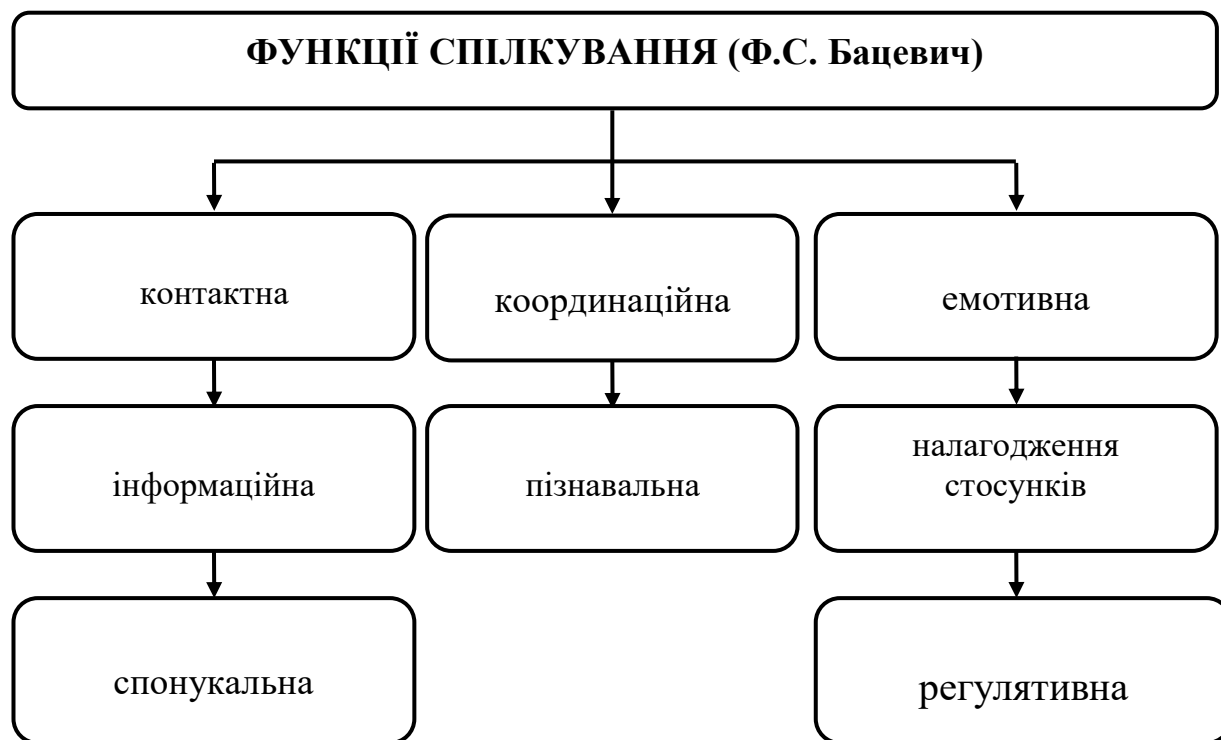 ФУНКЦІЇ СПІЛКУВАННЯ (Ф.С. Бацевич)
контактна
координаційна
емотивна
інформаційна
пізнавальна
налагодження
стосунків
спонукальна
регулятивна